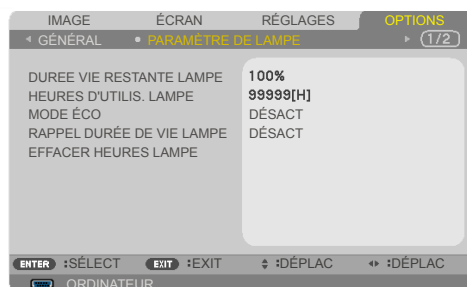 IMAGE ÉCRAN RÉGLAGES OPTIONS
GÉNÉRAL • PARAMÈTRE DE LAMPE (1/2)
DUREE VIE RESTANTE LAMPE 100%
HEURES D'UTILIS. LAMPE 99999[H]
MODE ÉCO DÉSACT
RAPPEL DURÉE DE VIE LAMPE DÉSACT
EFFACER HEURES LAMPE
ENTER :SÉLECT EXIT :EXIT :DÉPLAC :DÉPLAC
ORDINATEUR